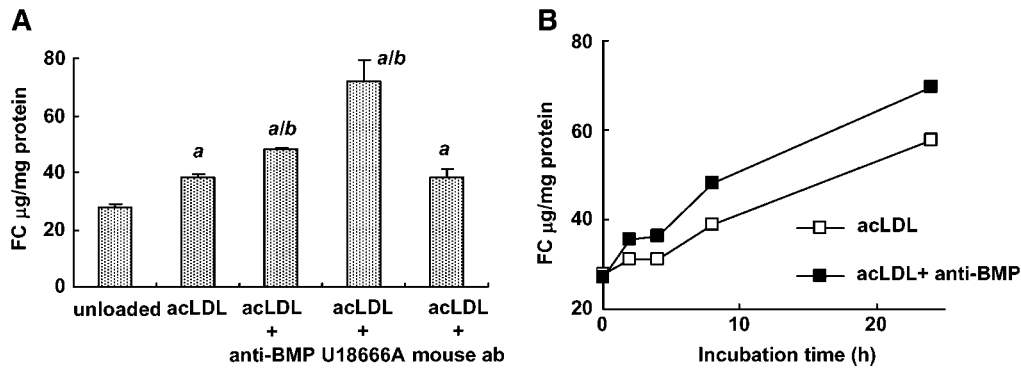 A
FC µg/mg protein
80
60
40
20
0
a
a/b
a/b
a
unloaded acLDL acLDL acLDL acLDL
+ + +
anti-BMP U18666A mouse ab
B
FC µg/mg protein
80
60
40
20
0 10 20
Incubation time (h)
acLDL
acLDL+ anti-BMP